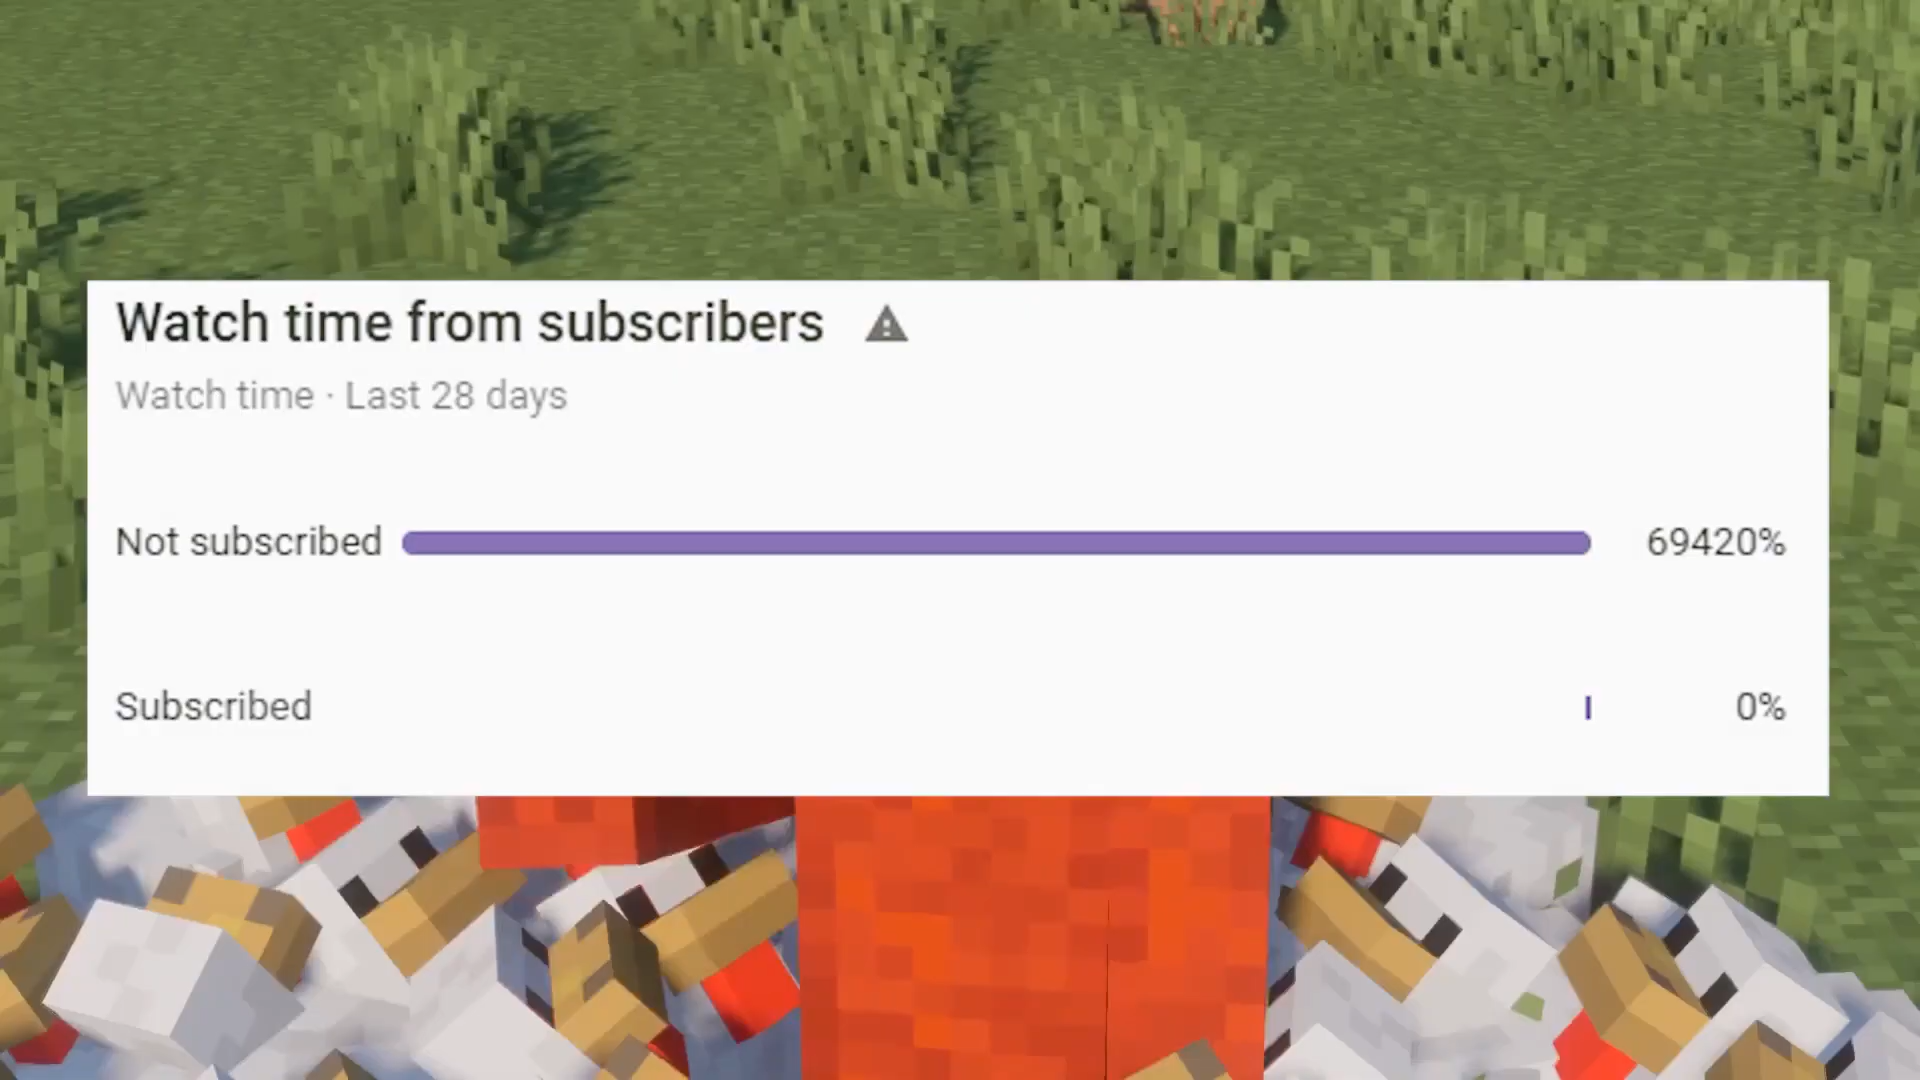 Watch time from subscribers
Watch time · Last 28 days
Not subscribed 69420%
Subscribed 0%